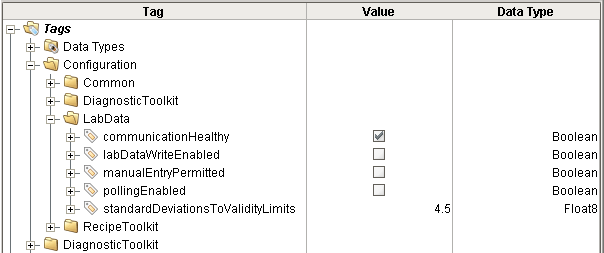 Tag Value Data Type
Tags
Data Types
Configuration
Common
DiagnosticToolkit
LabData
communicationHealthy Boolean
labDataWriteEnabled Boolean
manualEntryPermitted Boolean
pollingEnabled Boolean
standardDeviationsToValidityLimits 4.5 Float8
RecipeToolkit
DiagnosticToolkit